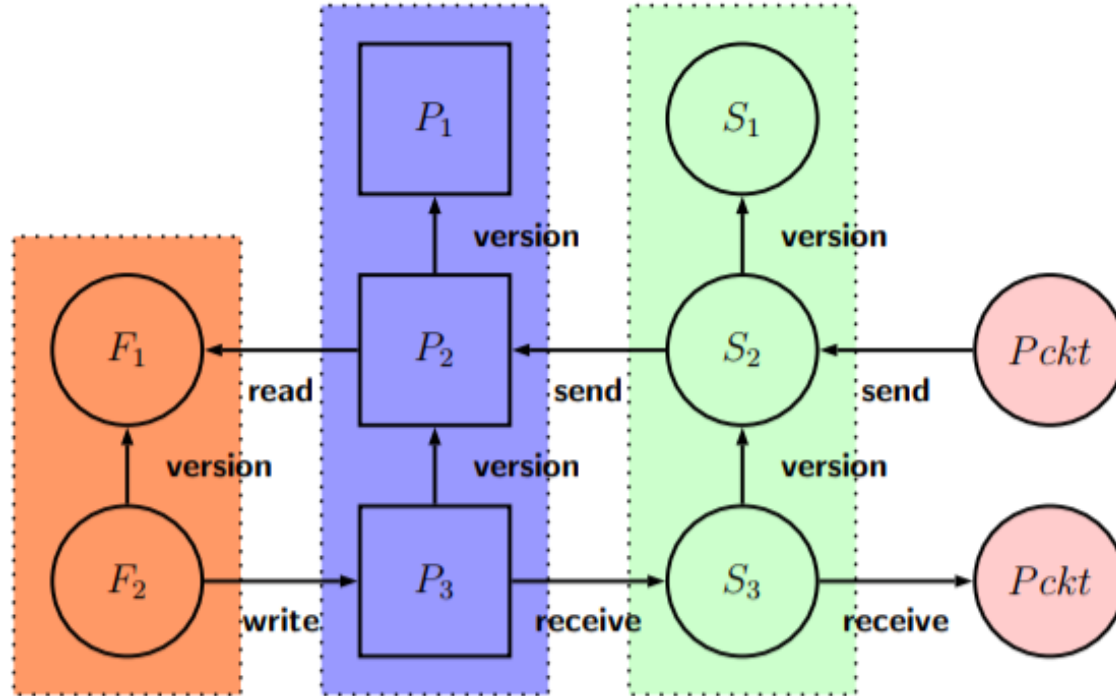 P₁ S₁
version version
F₁ P₂ S₂ Pckt
read send send
version version version
F₂ P₃ S₃ Pckt
write receive receive